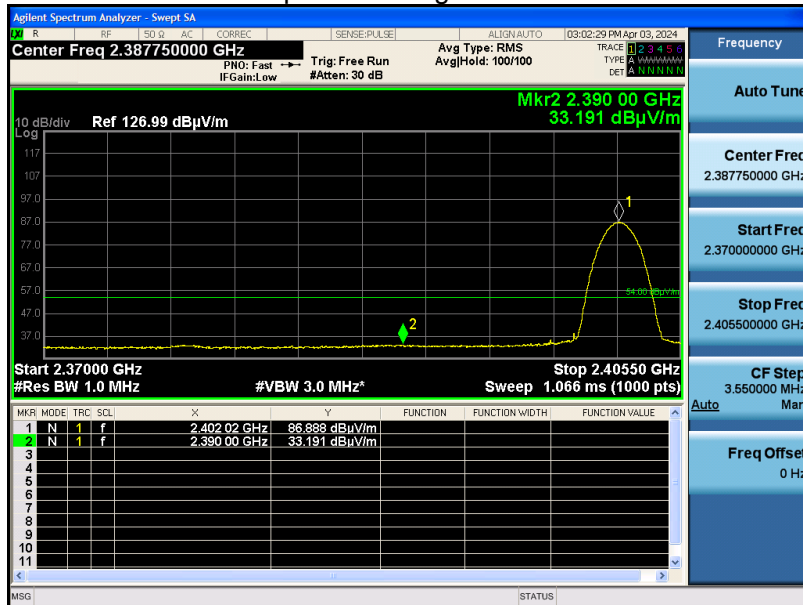 Agilent Spectrum Analyzer - Swept SA
LXI R RF 50 Ω AC CORREC SENSE:PULSE ALIGN AUTO 03:02:29 PM Apr 03, 2024
Center Freq 2.387750000 GHz
PNO: Fast
IFGain:Low
Trig: Free Run
#Atten: 30 dB
Avg Type: RMS
Avg|Hold: 100/100
TRACE 1 2 3 4 5 6
TYPE A WWWWW
DET A N N N N N
Mkr2 2.390 00 GHz
33.191 dBµV/m
10 dB/div Ref 126.99 dBµV/m
Log
117
107
97.0
87.0
77.0
67.0
57.0
47.0
37.0
1
2
54.00 dBµV/m
Start 2.37000 GHz Stop 2.40550 GHz
#Res BW 1.0 MHz #VBW 3.0 MHz* Sweep 1.066 ms (1000 pts)
MKR MODE TRC SCL X Y FUNCTION FUNCTION WIDTH FUNCTION VALUE
1 N 1 f 2.402 02 GHz 86.888 dBµV/m
2 N 1 f 2.390 00 GHz 33.191 dBµV/m
3
4
5
6
7
8
9
10
11
MSG STATUS
Frequency
Auto Tune
Center Freq
2.387750000 GHz
Start Freq
2.370000000 GHz
Stop Freq
2.405500000 GHz
CF Step
3.550000 MHz
Auto Man
Freq Offset
0 Hz